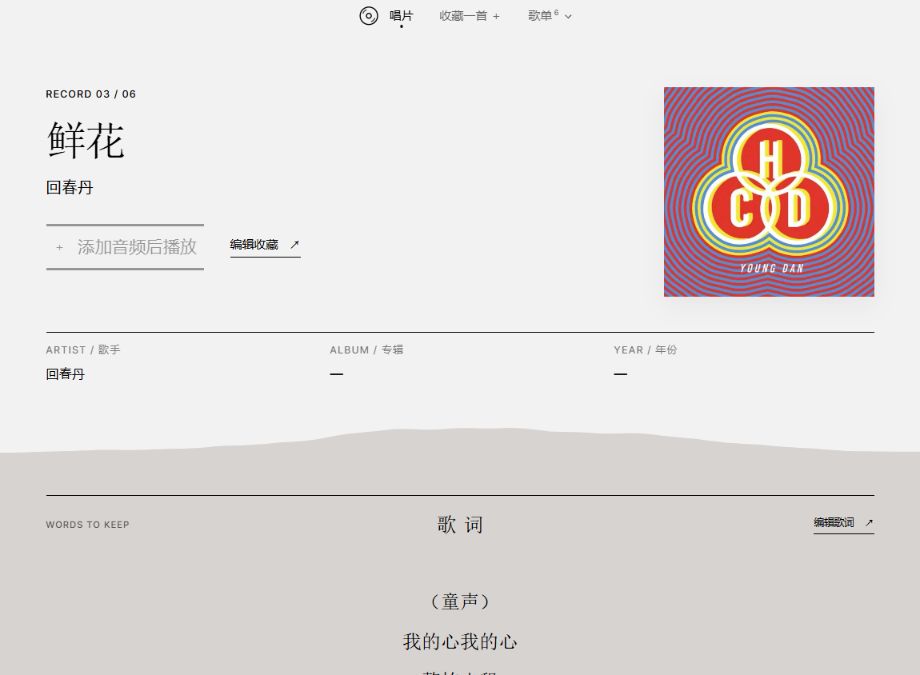 唱片
收藏一首 +
歌单 6
RECORD 03 / 06
鲜花
回春丹
+ 添加音频后播放
编辑收藏 ↗
H
C D
YOUNG DAN
ARTIST / 歌手
ALBUM / 专辑
YEAR / 年份
回春丹
—
—
WORDS TO KEEP
歌词
编辑歌词 ↗
（童声）
我的心我的心